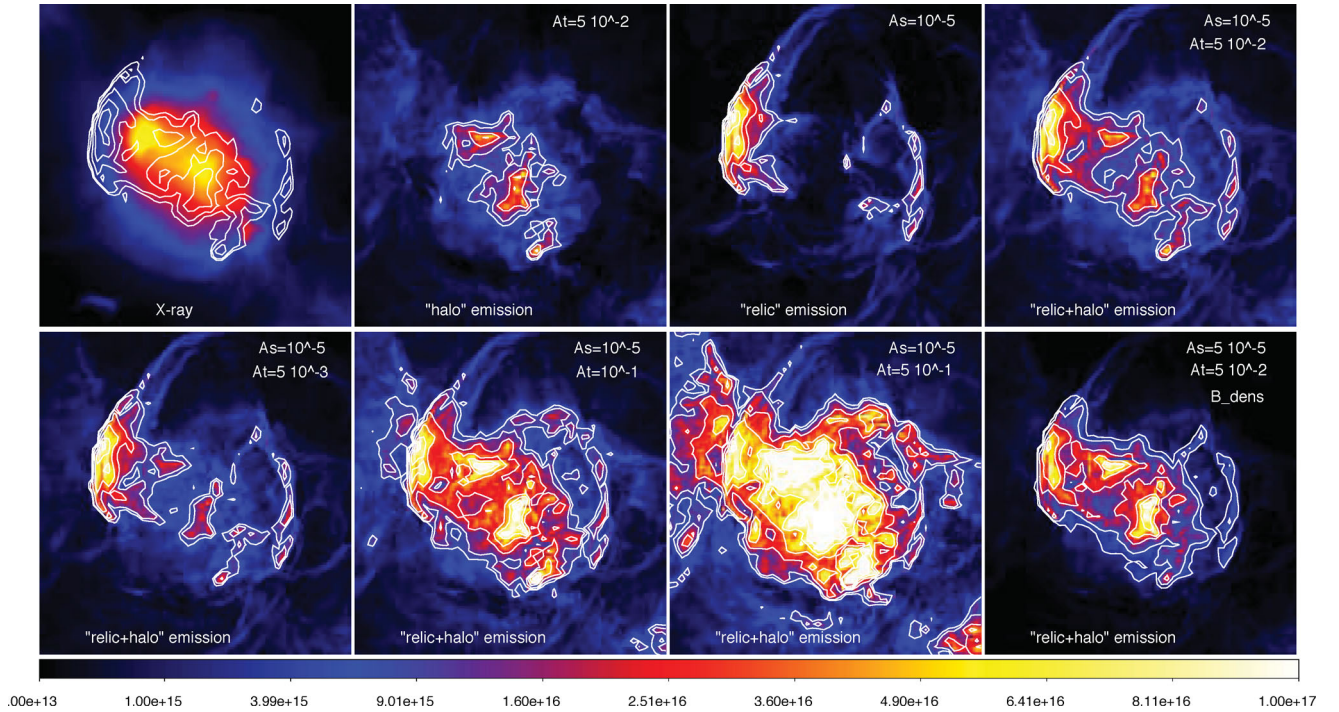 X-ray
At=5 10^-2
"halo" emission
As=10^-5
"relic" emission
As=10^-5
At=5 10^-2
"relic+halo" emission
As=10^-5
At=5 10^-3
"relic+halo" emission
As=10^-5
At=10^-1
"relic+halo" emission
As=10^-5
At=5 10^-1
"relic+halo" emission
As=5 10^-5
At=5 10^-2
B_dens
"relic+halo" emission
.00e+13 1.00e+15 3.99e+15 9.01e+15 1.60e+16 2.51e+16 3.60e+16 4.90e+16 6.41e+16 8.11e+16 1.00e+17